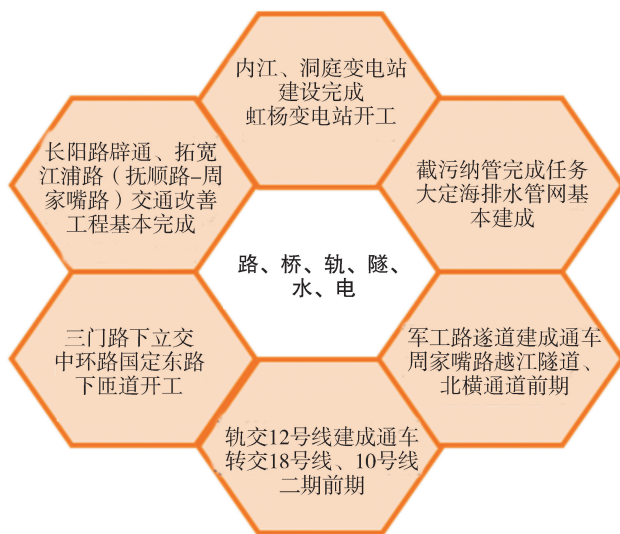 内江、洞庭变电站
建设完成
虹杨变电站开工
长阳路辟通、拓宽
江浦路（抚顺路–周
家嘴路）交通改善
工程基本完成
截污纳管完成任务
大定海排水管网基
本建成
路、桥、轨、隧、
水、电
三门路下立交
中环路国定东路
下匝道开工
军工路遂道建成通车
周家嘴路越江隧道、
北横通道前期
轨交12号线建成通车
转交18号线、10号线
二期前期